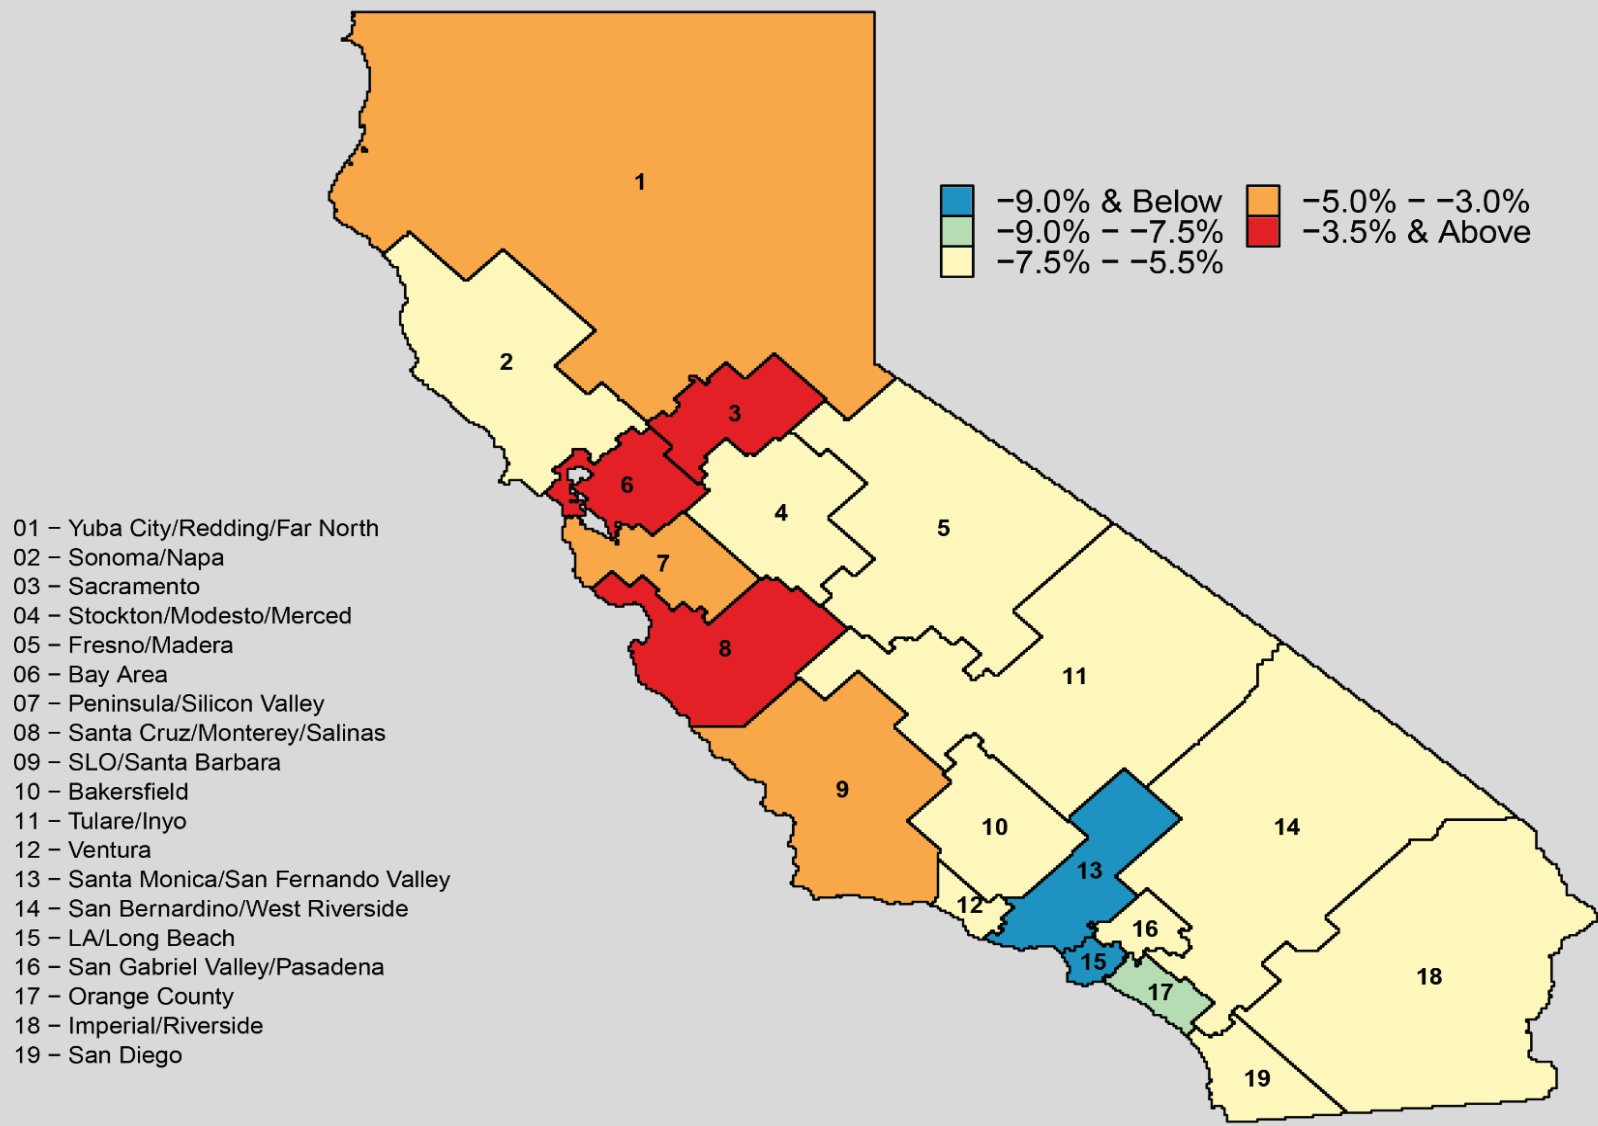 1
−9.0% & Below
−5.0% − −3.0%
−9.0% − −7.5%
−3.5% & Above
−7.5% − −5.5%
2
3
6
4
5
7
8
11
9
10
14
13
12
16
15
17
18
19
01 − Yuba City/Redding/Far North
02 − Sonoma/Napa
03 − Sacramento
04 − Stockton/Modesto/Merced
05 − Fresno/Madera
06 − Bay Area
07 − Peninsula/Silicon Valley
08 − Santa Cruz/Monterey/Salinas
09 − SLO/Santa Barbara
10 − Bakersfield
11 − Tulare/Inyo
12 − Ventura
13 − Santa Monica/San Fernando Valley
14 − San Bernardino/West Riverside
15 − LA/Long Beach
16 − San Gabriel Valley/Pasadena
17 − Orange County
18 − Imperial/Riverside
19 − San Diego